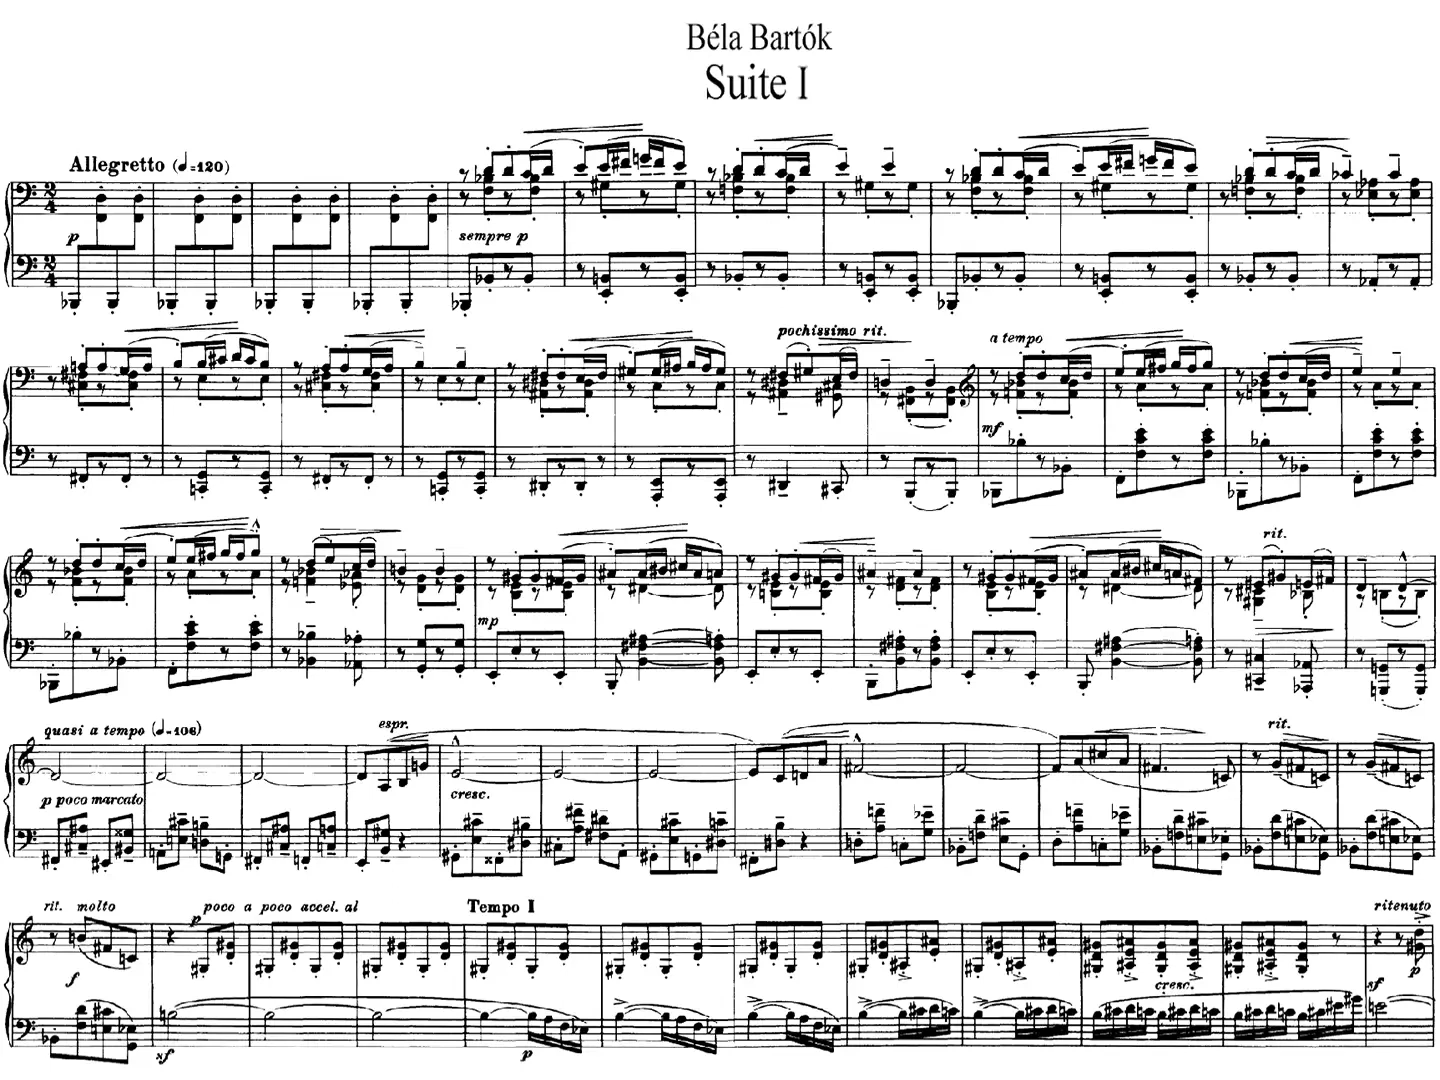 Béla Bartók
Suite I
Allegretto (♩=120)
p
sempre p
pochissimo rit.
a tempo
mf
rit.
mp
quasi a tempo (♩=106)
espr.
p poco marcato
cresc.
rit.
rit. molto
p poco a poco accel. al
Tempo I
ritenuto
f
cresc.
sf
p
sf
p